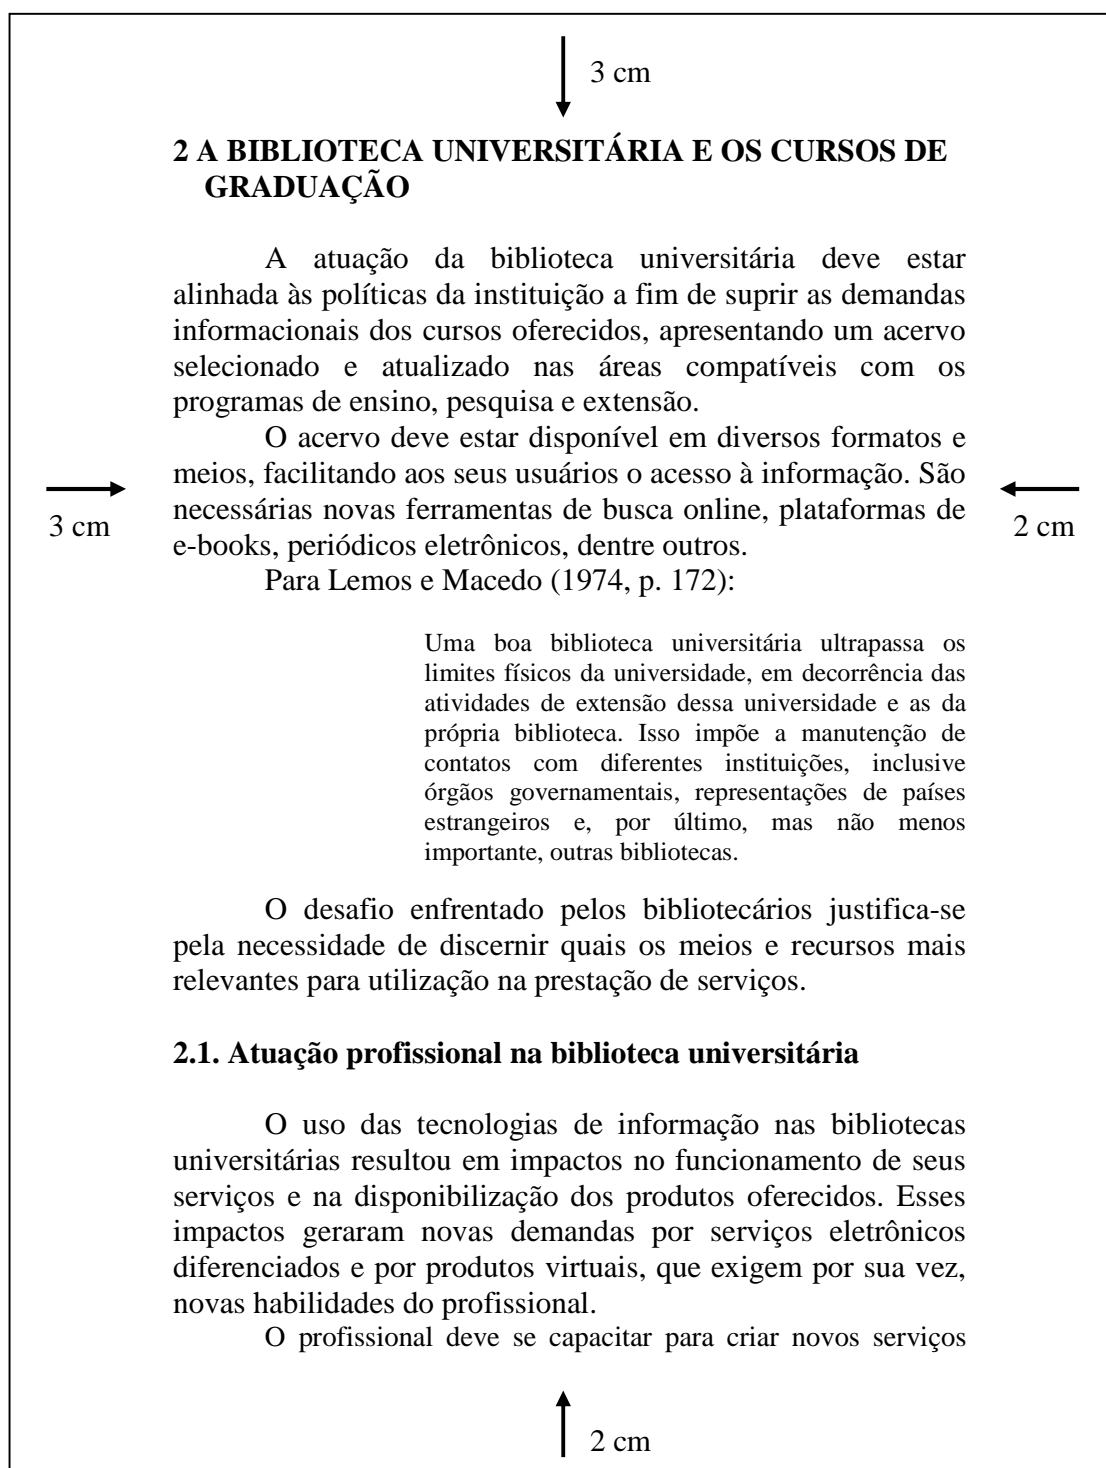 3 cm
2 A BIBLIOTECA UNIVERSITÁRIA E OS CURSOS DE
GRADUAÇÃO
A atuação da biblioteca universitária deve estar
alinhada às políticas da instituição a fim de suprir as demandas
informacionais dos cursos oferecidos, apresentando um acervo
selecionado e atualizado nas áreas compatíveis com os
programas de ensino, pesquisa e extensão.
O acervo deve estar disponível em diversos formatos e
meios, facilitando aos seus usuários o acesso à informação. São
necessárias novas ferramentas de busca online, plataformas de
e-books, periódicos eletrônicos, dentre outros.
3 cm
2 cm
Para Lemos e Macedo (1974, p. 172):
Uma boa biblioteca universitária ultrapassa os
limites físicos da universidade, em decorrência das
atividades de extensão dessa universidade e as da
própria biblioteca. Isso impõe a manutenção de
contatos com diferentes instituições, inclusive
órgãos governamentais, representações de países
estrangeiros e, por último, mas não menos
importante, outras bibliotecas.
O desafio enfrentado pelos bibliotecários justifica-se
pela necessidade de discernir quais os meios e recursos mais
relevantes para utilização na prestação de serviços.
2.1. Atuação profissional na biblioteca universitária
O uso das tecnologias de informação nas bibliotecas
universitárias resultou em impactos no funcionamento de seus
serviços e na disponibilização dos produtos oferecidos. Esses
impactos geraram novas demandas por serviços eletrônicos
diferenciados e por produtos virtuais, que exigem por sua vez,
novas habilidades do profissional.
O profissional deve se capacitar para criar novos serviços
2 cm